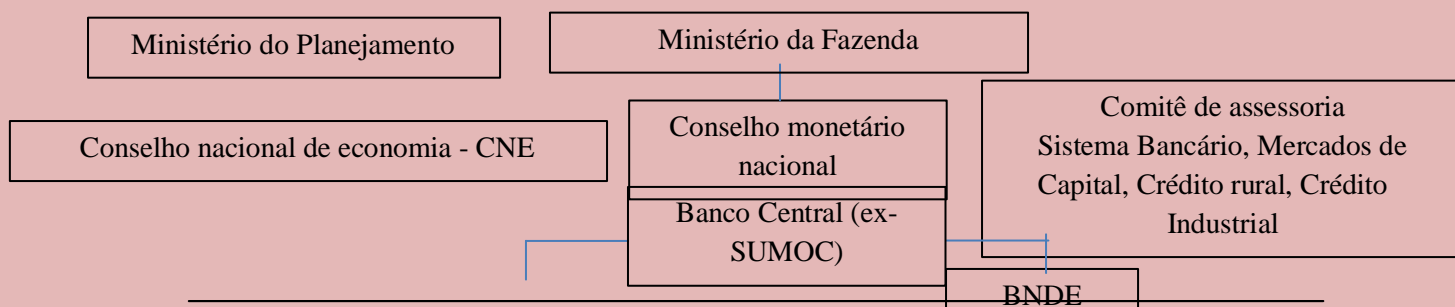 Ministério do Planejamento
Ministério da Fazenda
Conselho nacional de economia - CNE
Conselho monetário
nacional
Comitê de assessoria
Sistema Bancário, Mercados de
Capital, Crédito rural, Crédito
Industrial
Banco Central (ex-
SUMOC)
BNDE